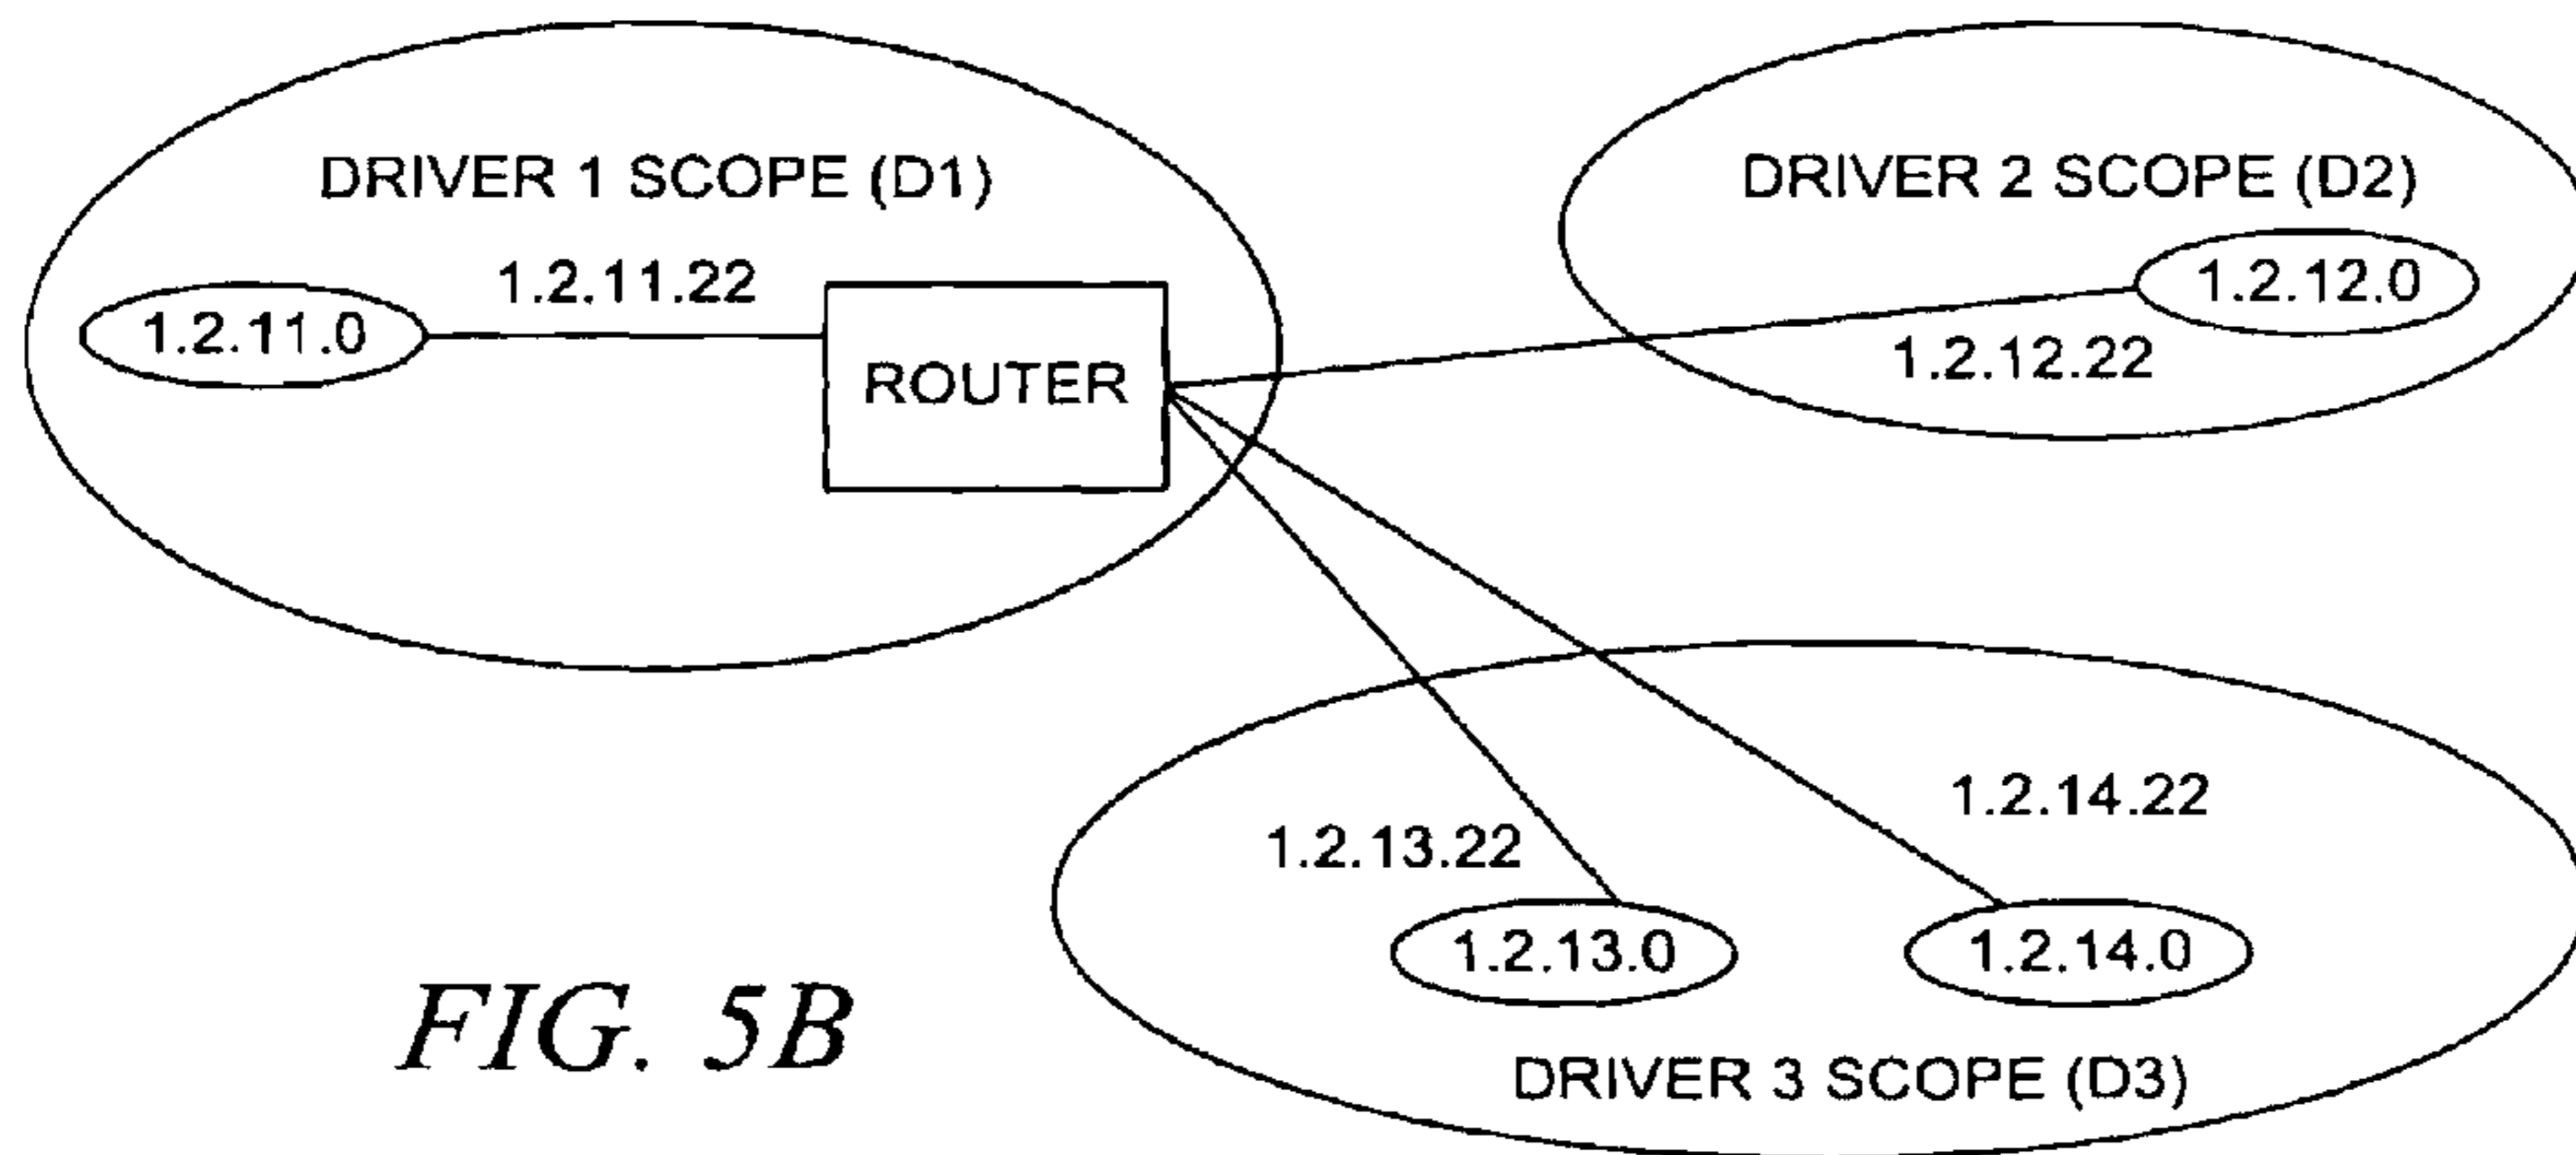 DRIVER 1 SCOPE (D1)
1.2.11.22
1.2.11.0
ROUTER
DRIVER 2 SCOPE (D2)
1.2.12.0
1.2.12.22
1.2.14.22
1.2.13.22
1.2.13.0
1.2.14.0
DRIVER 3 SCOPE (D3)
FIG. 5B